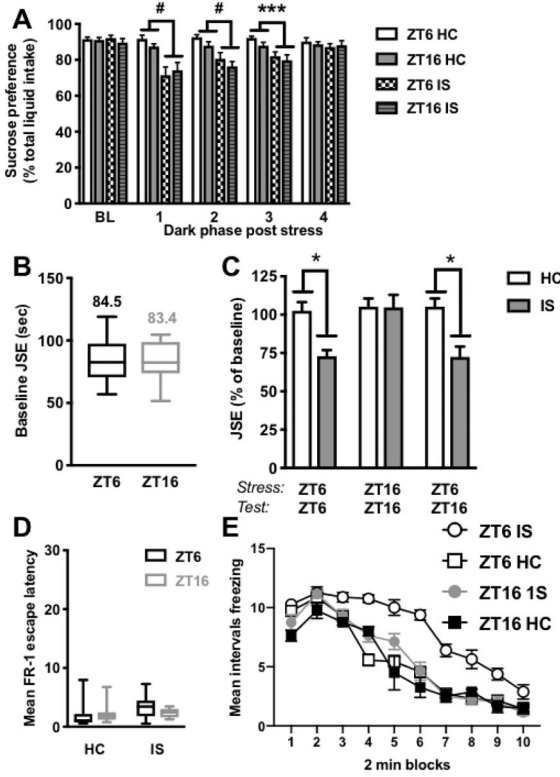 A
Sucrose preference
(% total liquid intake)
100
80
60
40
20
0
#
#
***
BL
1
2
3
4
Dark phase post stress
ZT6 HC
ZT16 HC
ZT6 IS
ZT16 IS
B
Baseline JSE (sec)
150
100
50
0
84.5
83.4
ZT6
ZT16
C
JSE (% of baseline)
125
100
75
50
25
0
*
*
HC
IS
Stress: ZT6 ZT16 ZT6
Test: ZT6 ZT16 ZT16
D
Mean FR-1 escape latency
30
20
10
0
ZT6
ZT16
HC
IS
E
Mean intervals freezing
15
10
5
0
ZT6 IS
ZT6 HC
ZT16 1S
ZT16 HC
1 2 3 4 5 6 7 8 9 10
2 min blocks